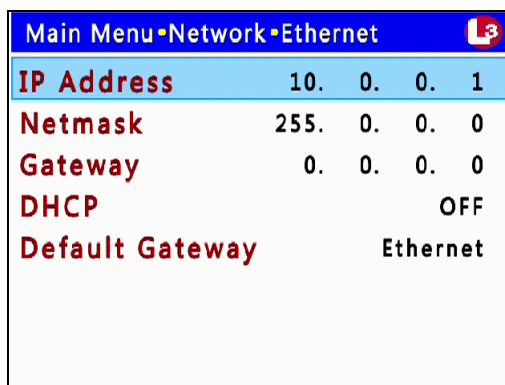 Main Menu•Network•Ethernet L3
IP Address 10. 0. 0. 1
Netmask 255. 0. 0. 0
Gateway 0. 0. 0. 0
DHCP OFF
Default Gateway Ethernet